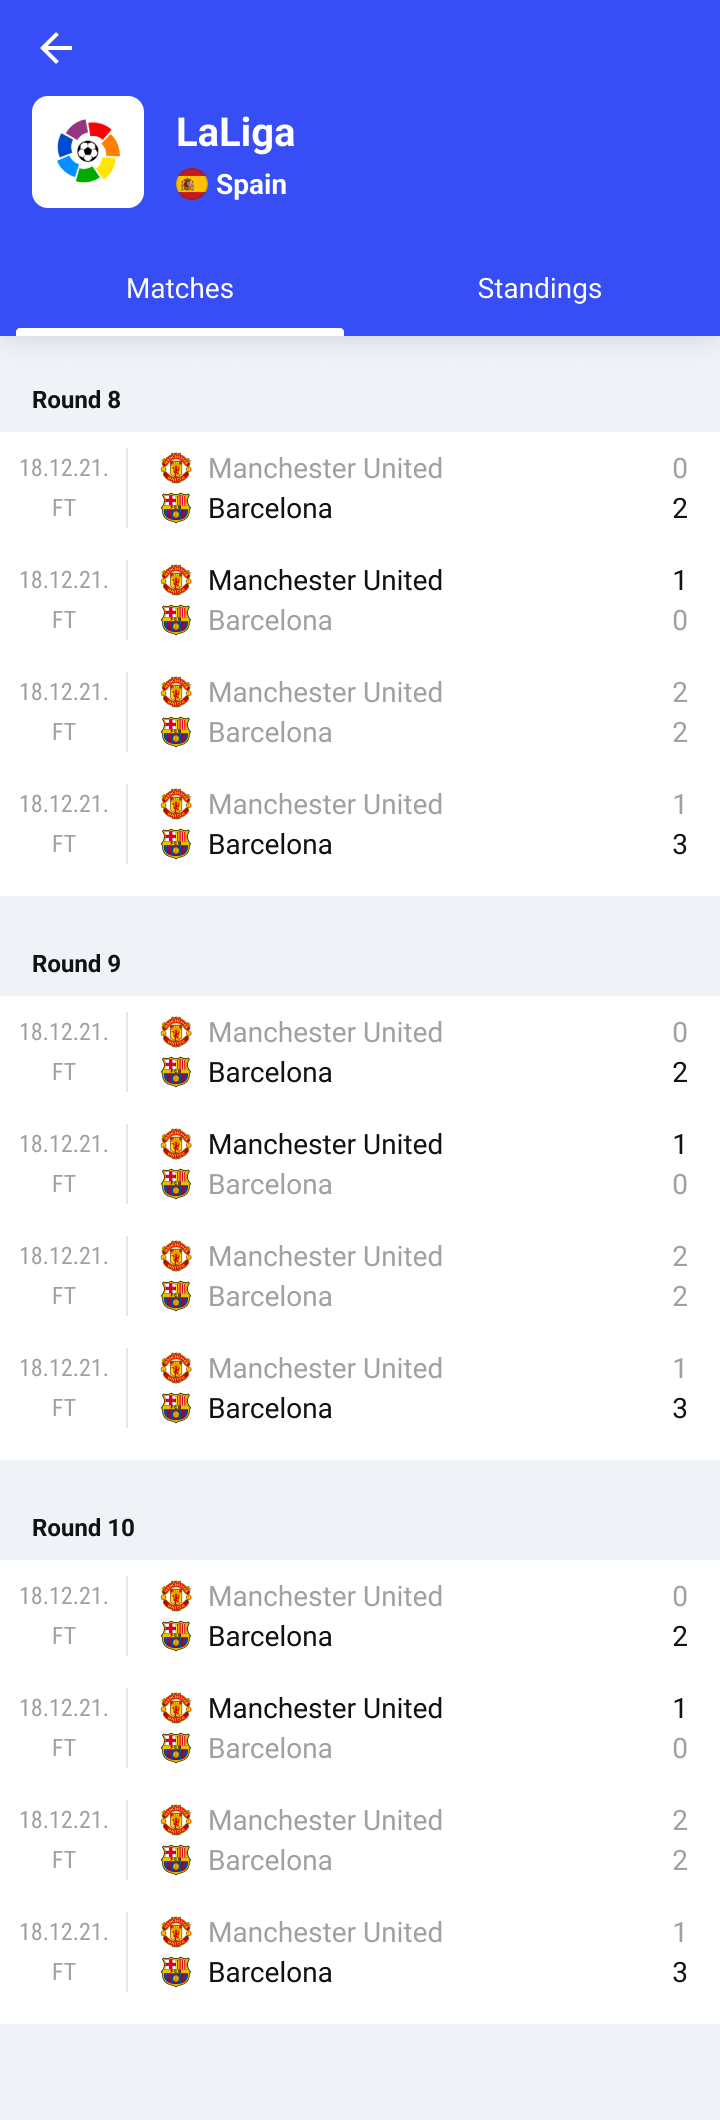 LaLiga
Spain
Matches Standings
Round 8
18.12.21. Manchester United 0
FT Barcelona 2
18.12.21. Manchester United 1
FT Barcelona 0
18.12.21. Manchester United 2
FT Barcelona 2
18.12.21. Manchester United 1
FT Barcelona 3
Round 9
18.12.21. Manchester United 0
FT Barcelona 2
18.12.21. Manchester United 1
FT Barcelona 0
18.12.21. Manchester United 2
FT Barcelona 2
18.12.21. Manchester United 1
FT Barcelona 3
Round 10
18.12.21. Manchester United 0
FT Barcelona 2
18.12.21. Manchester United 1
FT Barcelona 0
18.12.21. Manchester United 2
FT Barcelona 2
18.12.21. Manchester United 1
FT Barcelona 3